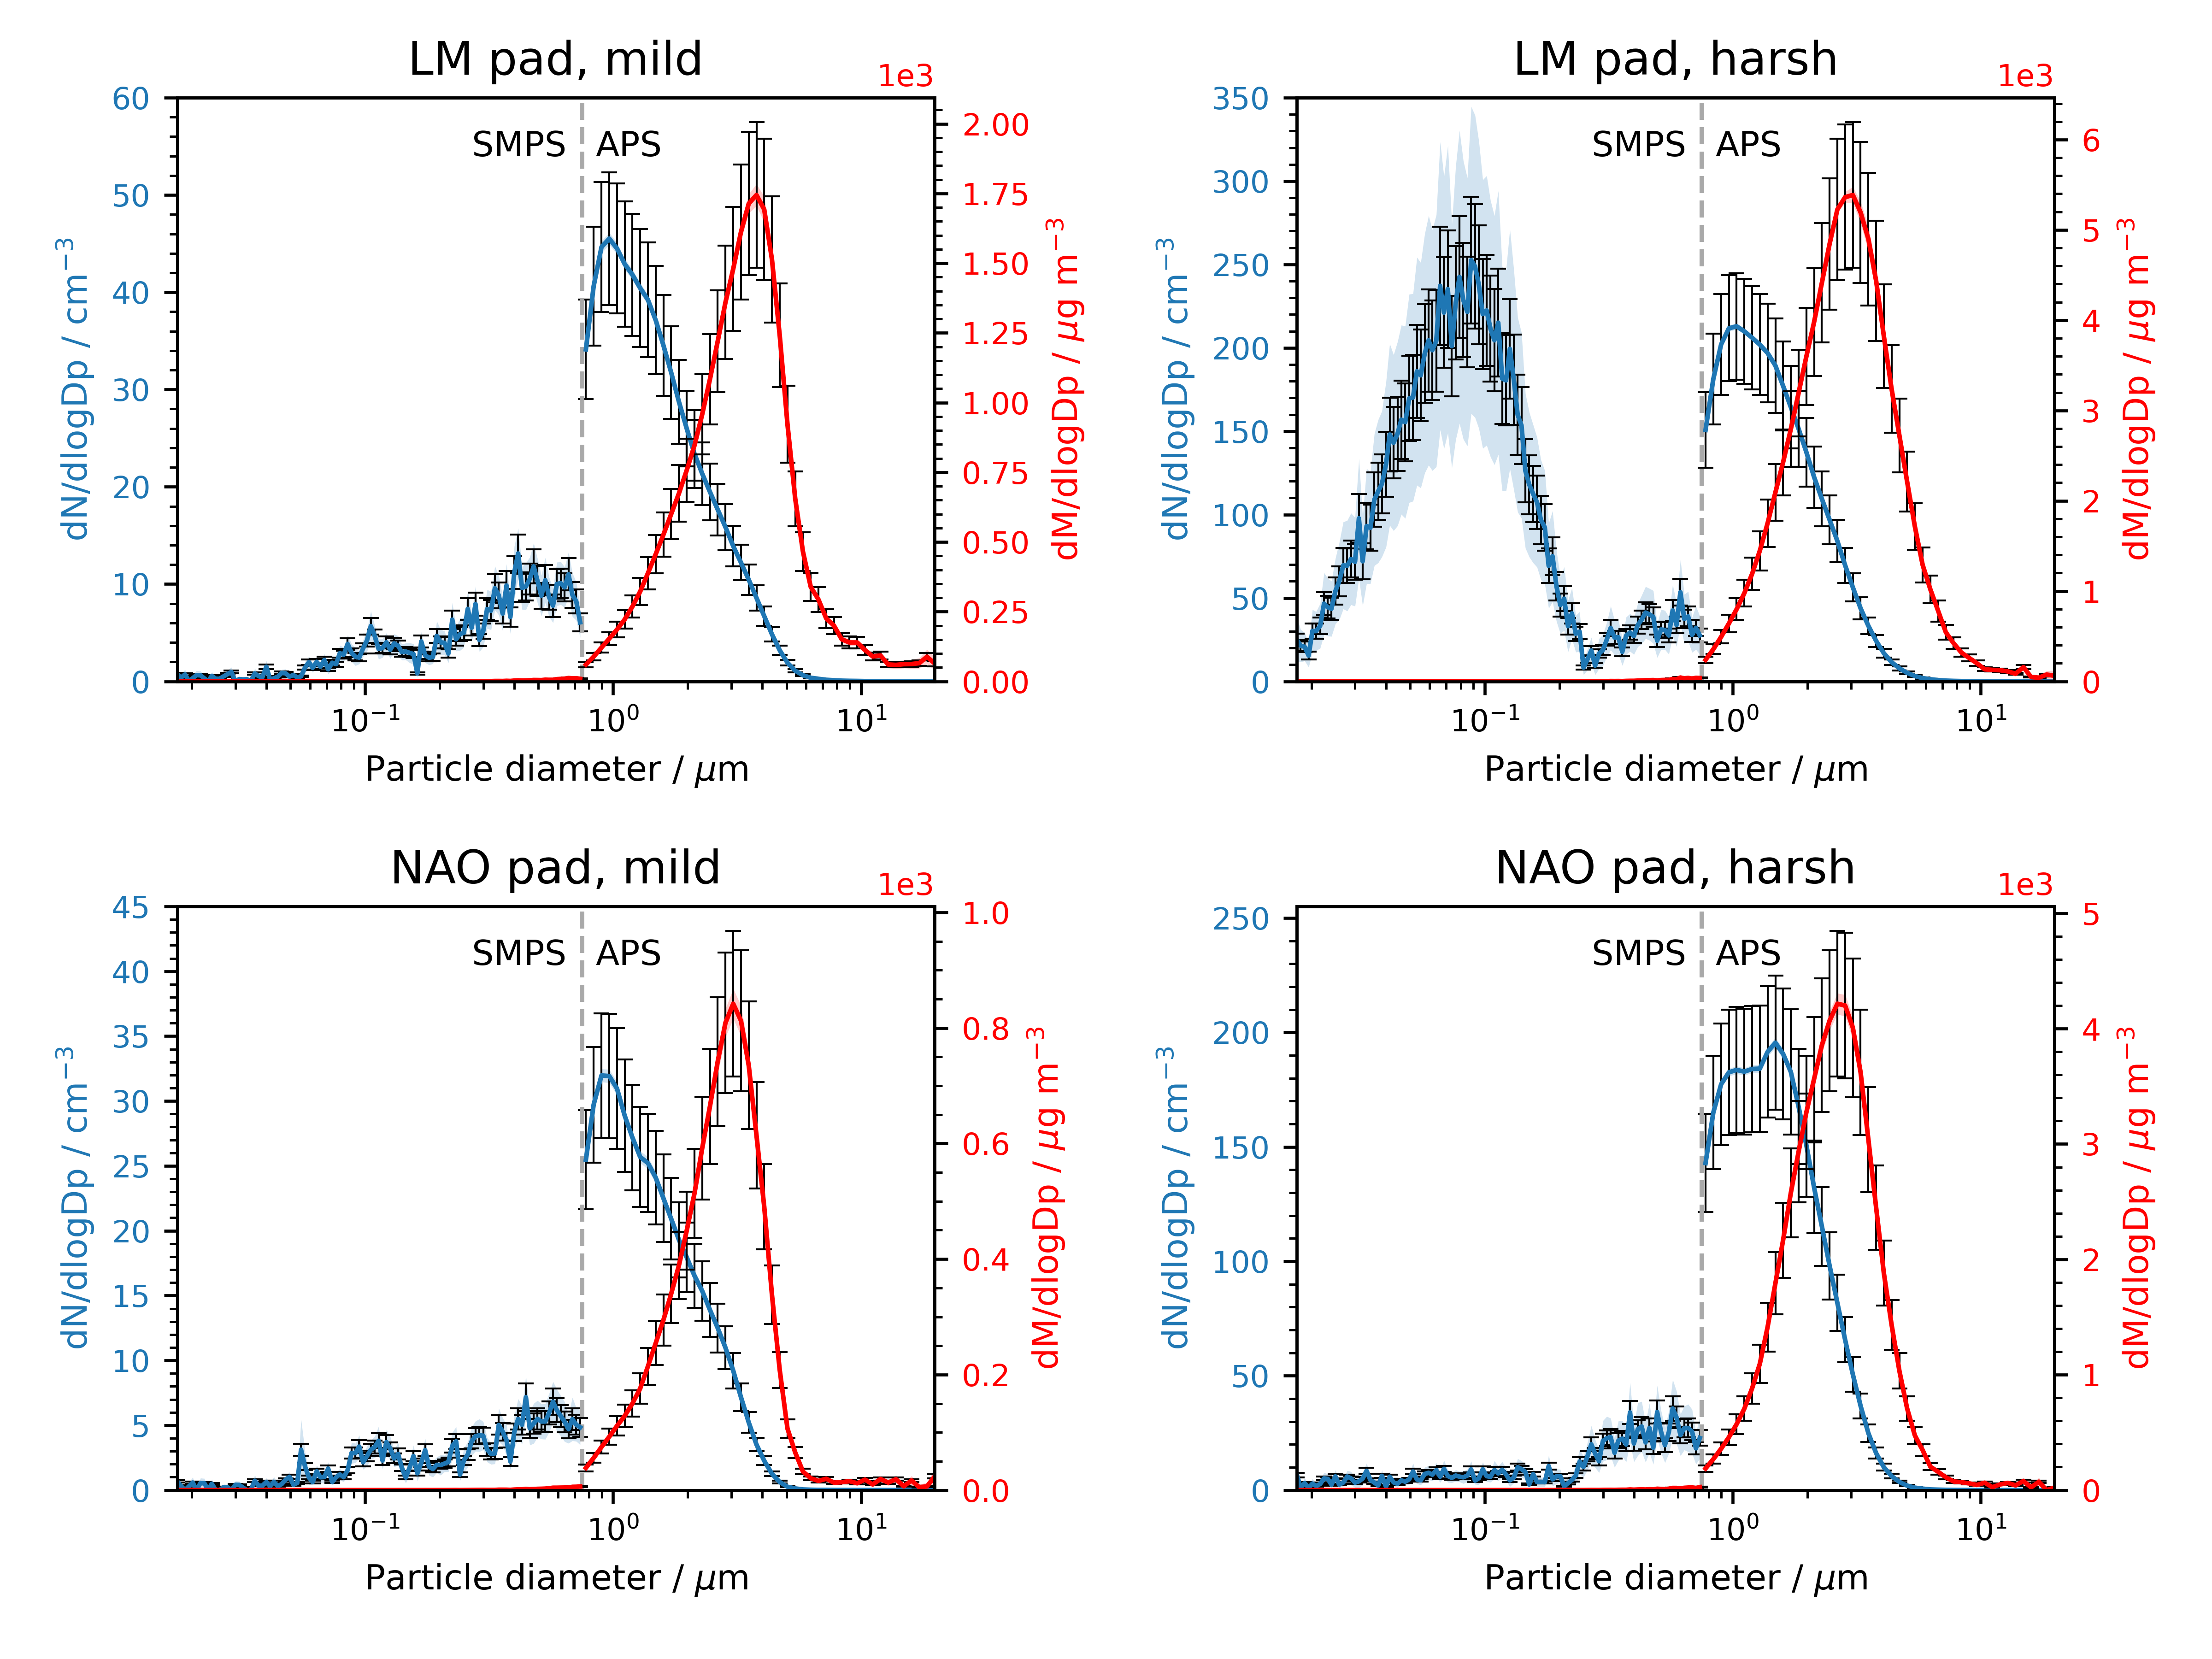 LM pad, mild
1e3
60
50
40
30
20
10
0
dN/dlogDp / cm⁻³
SMPS
APS
2.00
1.75
1.50
1.25
1.00
0.75
0.50
0.25
0.00
dM/dlogDp / μg m⁻³
10⁻¹
10⁰
10¹
Particle diameter / μm
LM pad, harsh
1e3
350
300
250
200
150
100
50
0
dN/dlogDp / cm⁻³
SMPS
APS
6
5
4
3
2
1
0
dM/dlogDp / μg m⁻³
10⁻¹
10⁰
10¹
Particle diameter / μm
NAO pad, mild
1e3
45
40
35
30
25
20
15
10
5
0
dN/dlogDp / cm⁻³
SMPS
APS
1.0
0.8
0.6
0.4
0.2
0.0
dM/dlogDp / μg m⁻³
10⁻¹
10⁰
10¹
Particle diameter / μm
NAO pad, harsh
1e3
250
200
150
100
50
0
dN/dlogDp / cm⁻³
SMPS
APS
5
4
3
2
1
0
dM/dlogDp / μg m⁻³
10⁻¹
10⁰
10¹
Particle diameter / μm